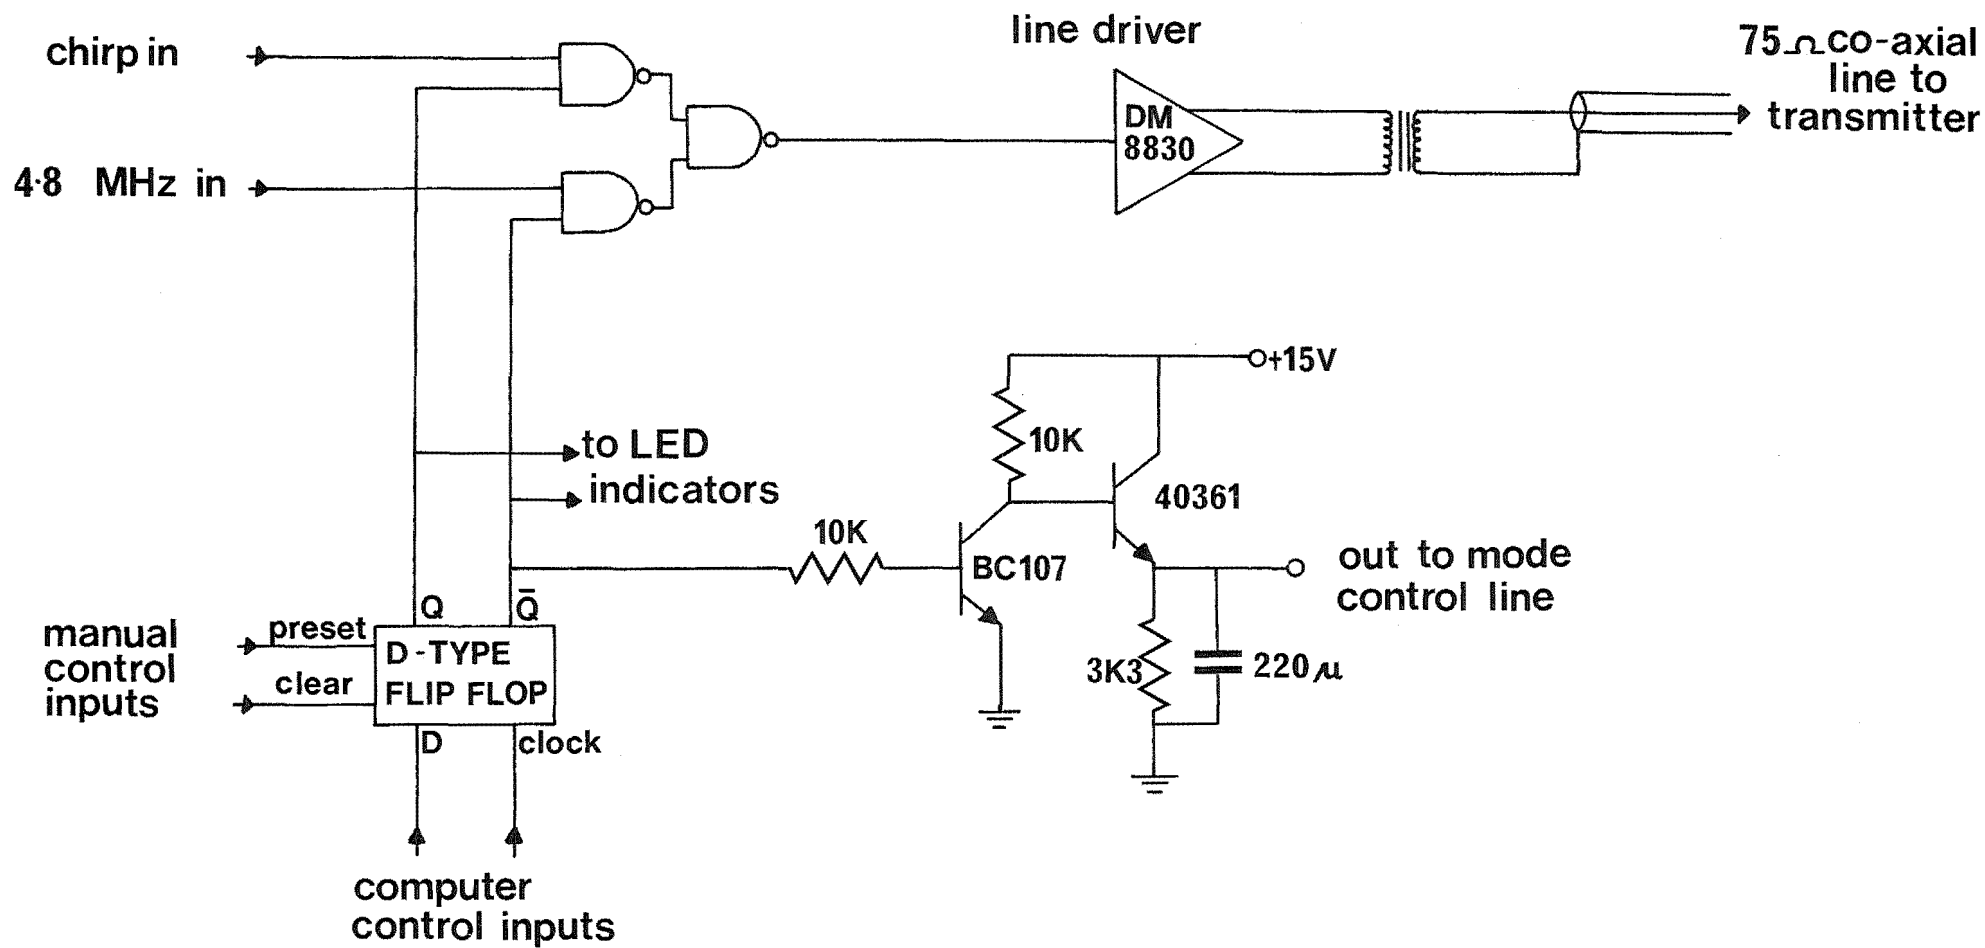 line driver
chirp in
75Ω co-axial
line to
transmitter
DM
8830
4·8 MHz in
+15V
10K
to LED
indicators
40361
10K
BC107
out to mode
control line
Q
Q̅
manual
control
inputs
preset
clear
D-TYPE
FLIP FLOP
3K3
220μ
D
clock
computer
control inputs